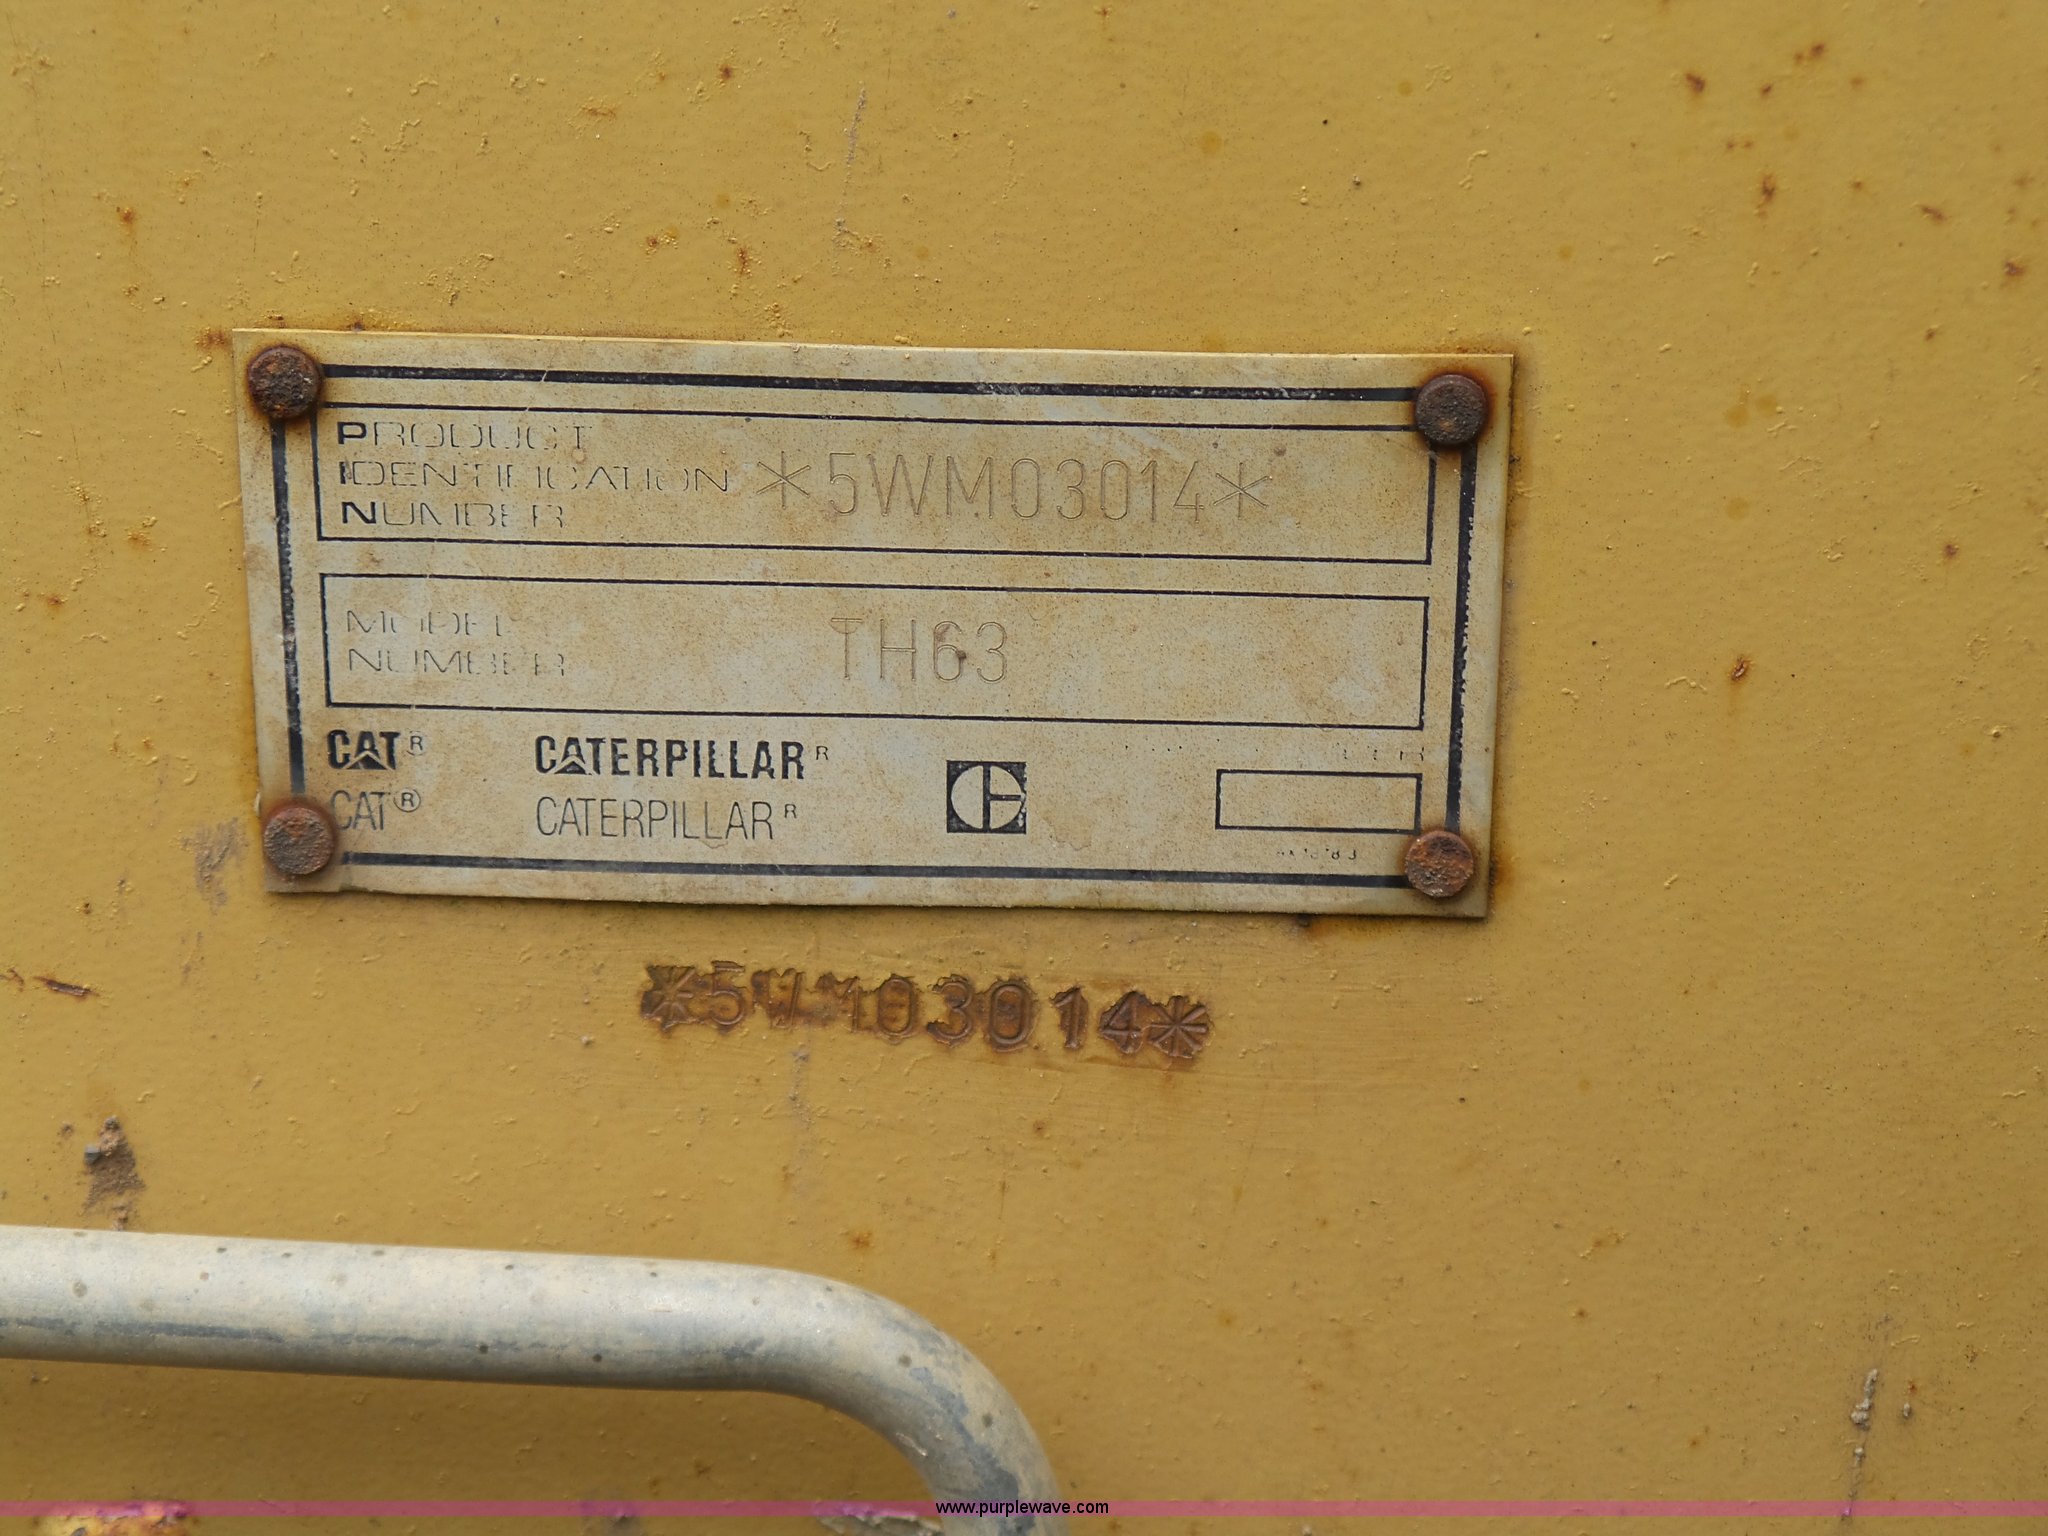 PRODUCT
IDENTIFICATION
NUMBER
*5WM03014*
MODEL
NUMBER
TH63
CAT®
CATERPILLAR R
CAT®
CATERPILLAR R
*5WM03014*
www.purplewave.com